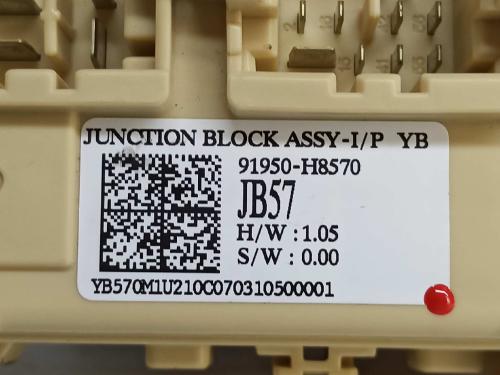 JUNCTION BLOCK ASSY-I/P YB
91950-H8570
JB57
H/W : 1.05
S/W : 0.00
YB570M1U210C070310500001